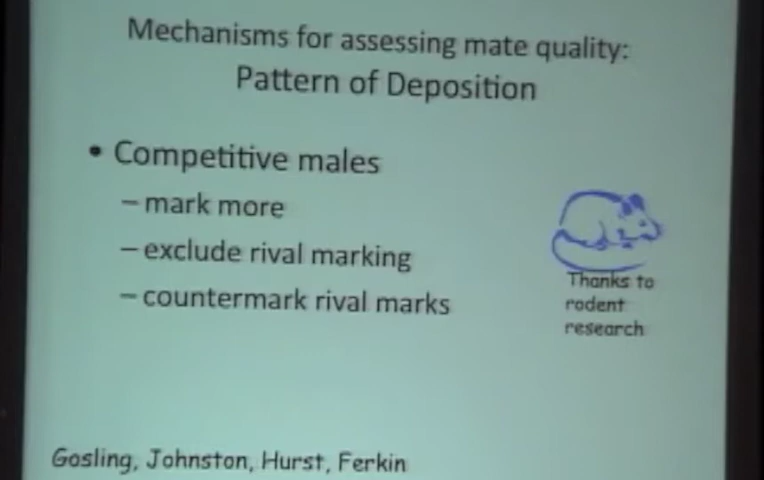 Mechanisms for assessing mate quality:
Pattern of Deposition
• Competitive males
– mark more
– exclude rival marking
– countermark rival marks
Thanks to
rodent
research
Gosling, Johnston, Hurst, Ferkin